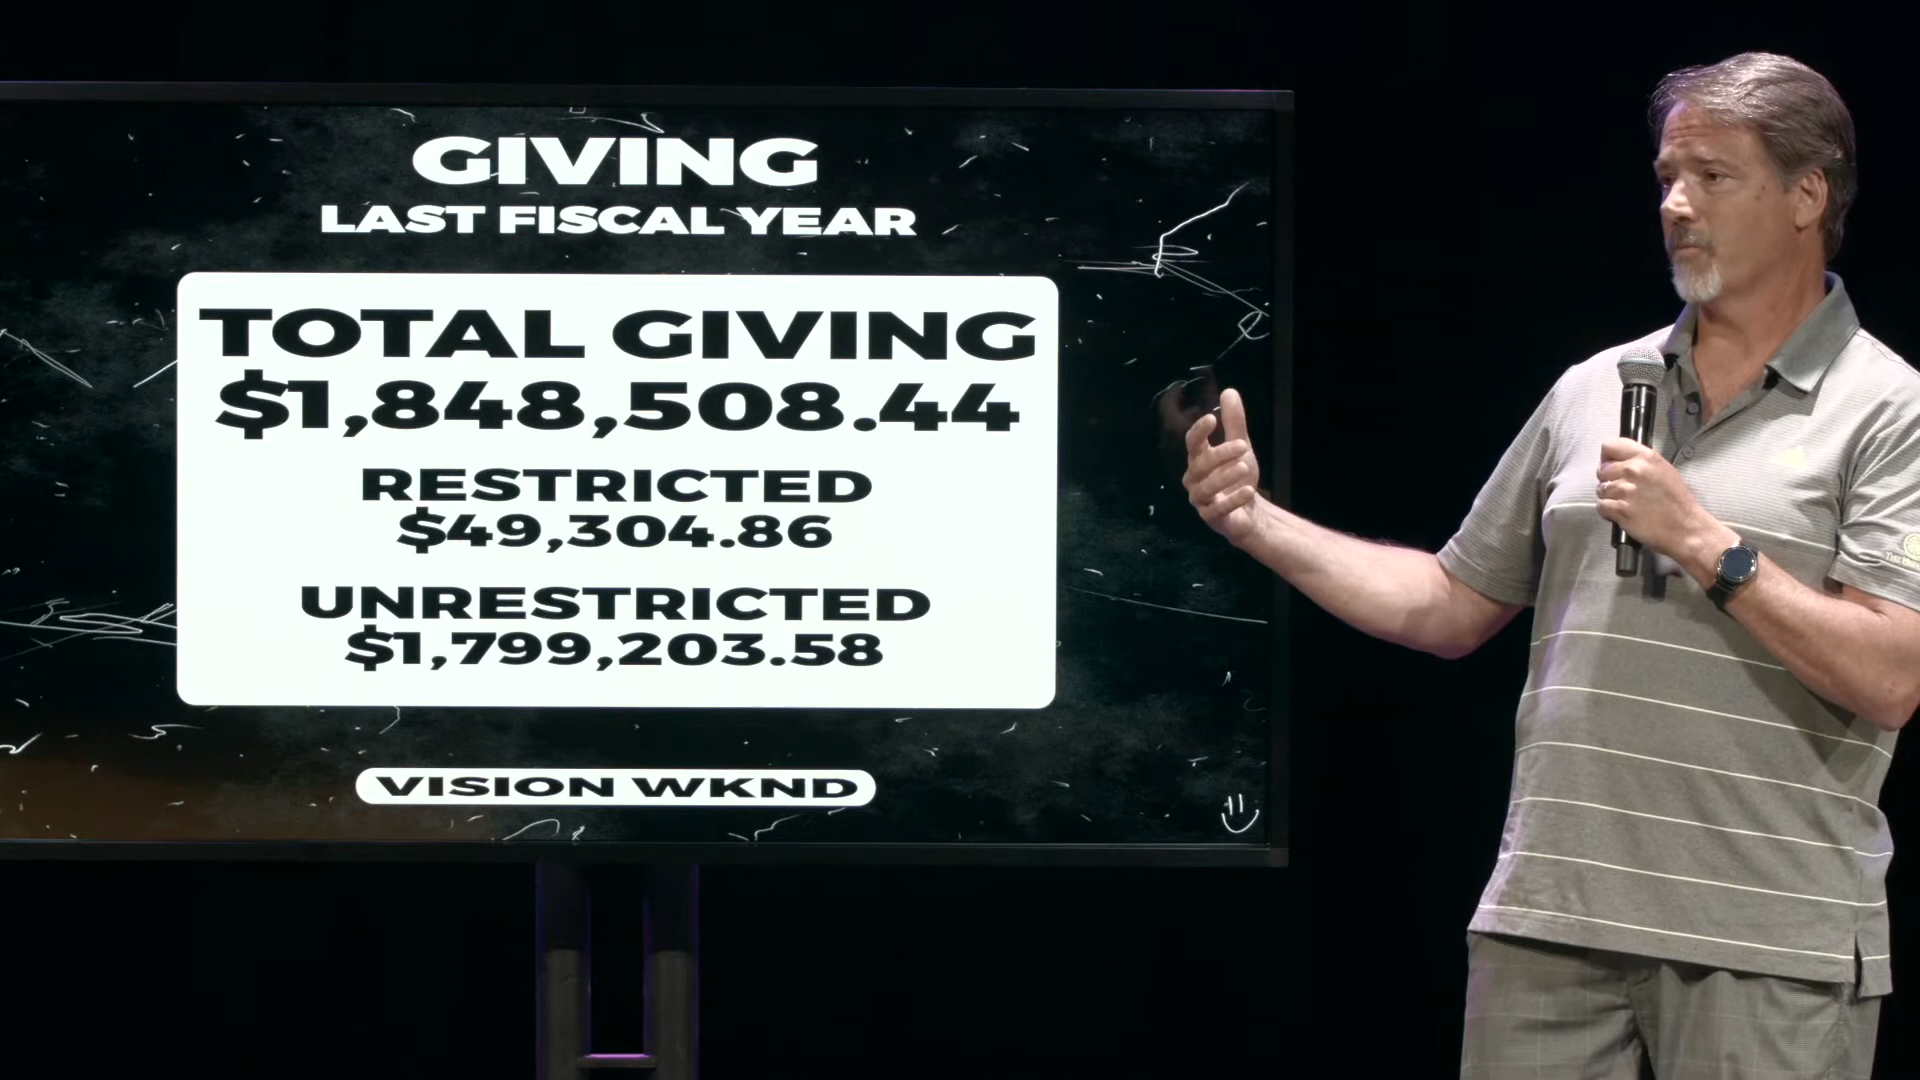 GIVING
LAST FISCAL YEAR
TOTAL GIVING
$1,848,508.44
RESTRICTED
$49,304.86
UNRESTRICTED
$1,799,203.58
VISION WKND